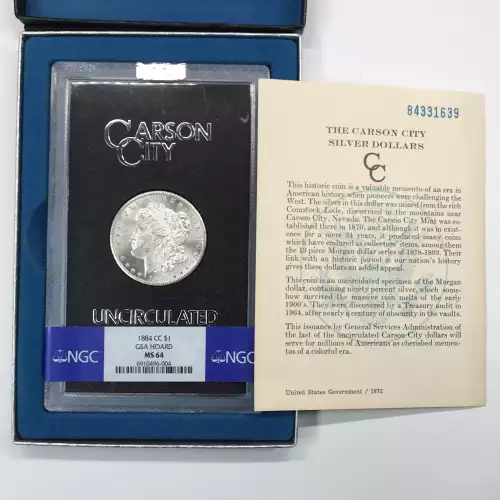 CARSON
CITY
UNCIRCULATED
NGC
1884 CC $1
GSA HOARD
MS 64
6910496-004
NGC
84331639
THE CARSON CITY
SILVER DOLLARS
CC
This historic coin is a valuable memento of an era in
American history when pioneers were challenging the
West. The silver in this dollar was mined from the rich
Comstock Lode, discovered in the mountains near
Carson City, Nevada. The Carson City Mint was es-
tablished there in 1870, and although it was in exist-
ence for a mere 24 years, it produced many coins
which have endured as collectors' items, among them
the 13 piece Morgan dollar series of 1878-1893. Their
link with an historic period in our nation's history
gives these dollars an added appeal.
This coin is an uncirculated specimen of the Morgan
dollar, containing ninety percent silver, which some-
how survived the massive coin melts of the early
1900's. They were discovered by a Treasury audit in
1964, after nearly a century of obscurity in the vaults.
This issuance by General Services Administration of
the last of the uncirculated Carson City dollars will
serve for millions of Americans as cherished memen-
tos of a colorful era.
United States Government / 1972